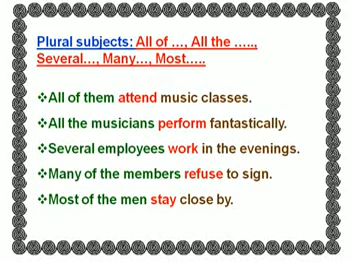 Plural subjects: All of ..., All the .....,
Several..., Many..., Most.....
❖All of them attend music classes.
❖All the musicians perform fantastically.
❖Several employees work in the evenings.
❖Many of the members refuse to sign.
❖Most of the men stay close by.